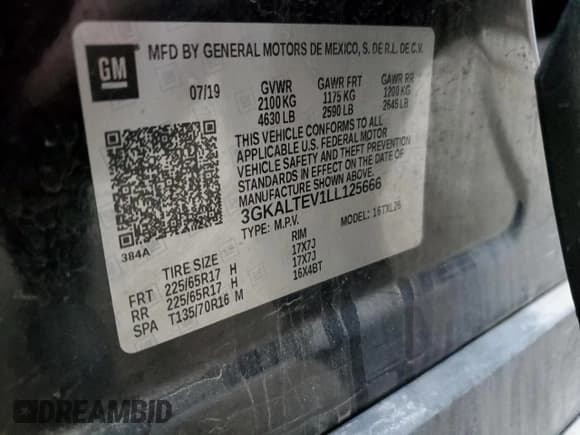 GM
MFD BY GENERAL MOTORS DE MEXICO, S. DE R.L. DE C.V.
07/19 GVWR GAWR FRT GAWR RR
2100 KG 1175 KG 1200 KG
4630 LB 2590 LB 2645 LB
THIS VEHICLE CONFORMS TO ALL
APPLICABLE U.S. FEDERAL MOTOR
VEHICLE SAFETY AND THEFT PREVENTION
STANDARDS IN EFFECT ON THE DATE OF
MANUFACTURE SHOWN ABOVE.
3GKALTEV1LL125666
TYPE: M.P.V. MODEL: 16TXL26
384A
TIRE SIZE RIM
FRT 225/65R17 H 17X7J
RR 225/65R17 H 17X7J
SPA T135/70R16 M 16X4BT
DREAMBID